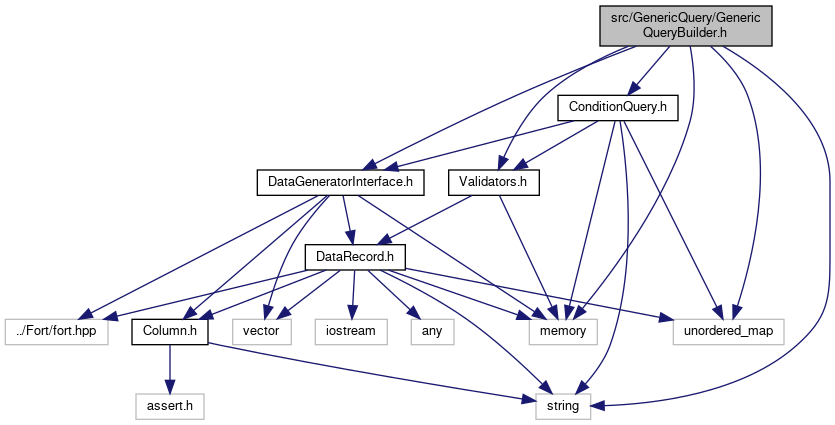 src/GenericQuery/Generic
QueryBuilder.h
ConditionQuery.h
DataGeneratorInterface.h
Validators.h
DataRecord.h
../Fort/fort.hpp
Column.h
vector
iostream
any
memory
unordered_map
assert.h
string